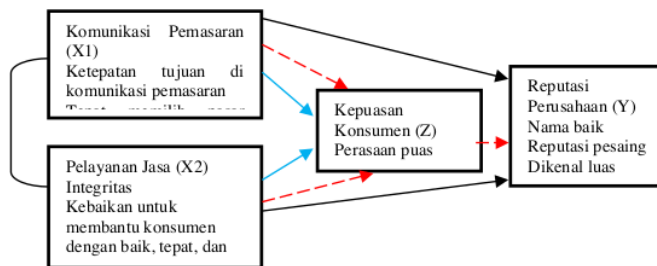 Komunikasi Pemasaran
(X1)
Ketepatan tujuan di
komunikasi pemasaran
Pelayanan Jasa (X2)
Integritas
Kebaikan untuk
membantu konsumen
dengan baik, tepat, dan
Kepuasan
Konsumen (Z)
Perasaan puas
Reputasi
Perusahaan (Y)
Nama baik
Reputasi pesaing
Dikenal luas